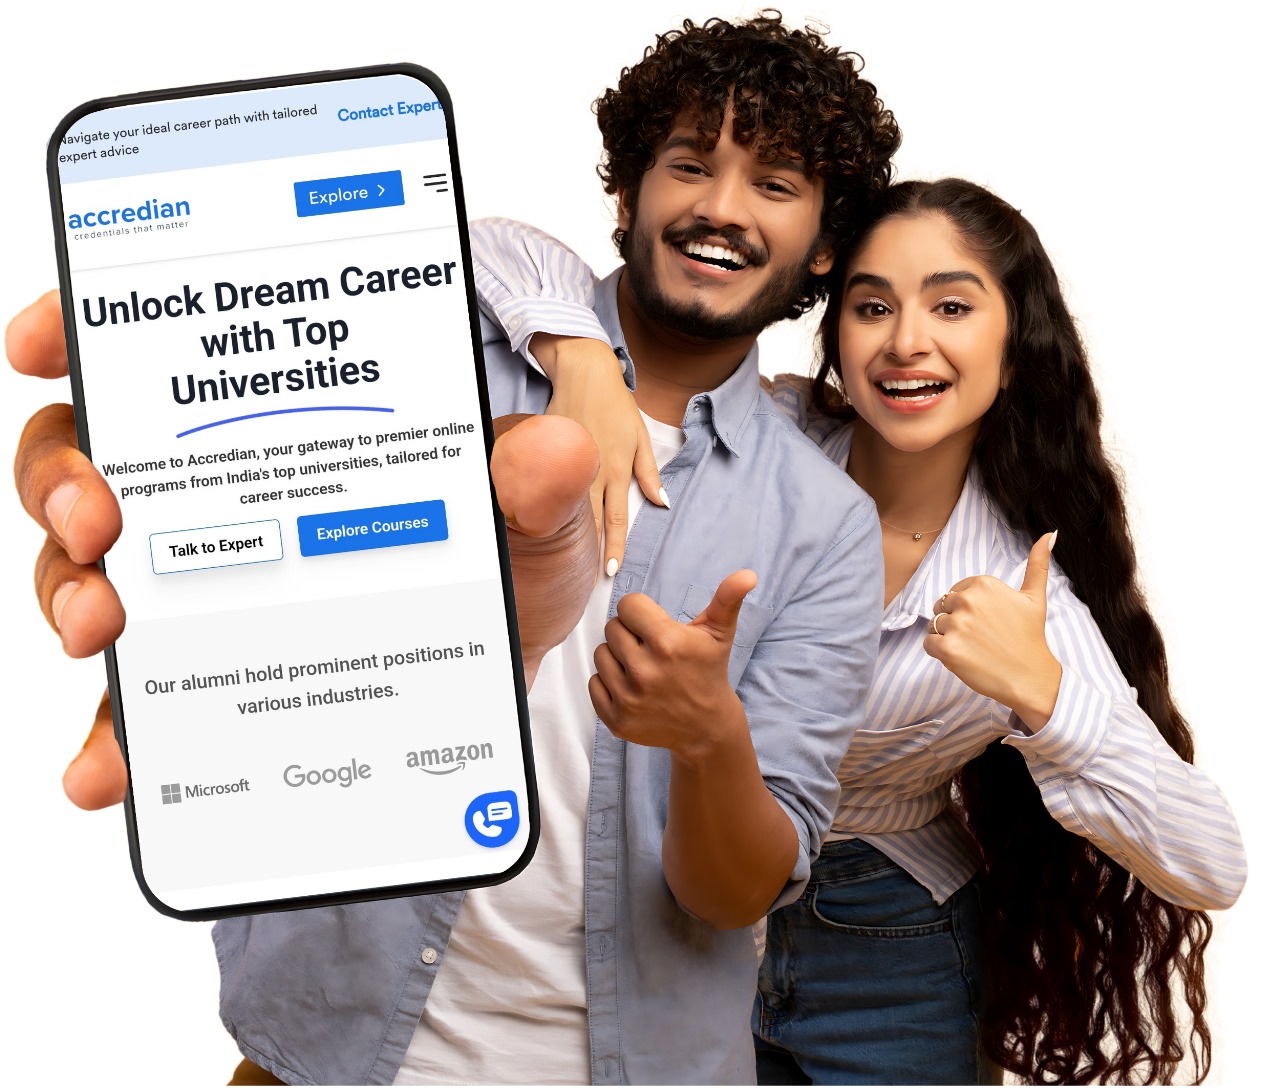 Navigate your ideal career path with tailored
expert advice
Contact Expert
accredian
credentials that matter
Explore
Unlock Dream Career
with Top
Universities
Welcome to Accredian, your gateway to premier online
programs from India's top universities, tailored for
career success.
Talk to Expert
Explore Courses
Our alumni hold prominent positions in
various industries.
Microsoft
Google
amazon